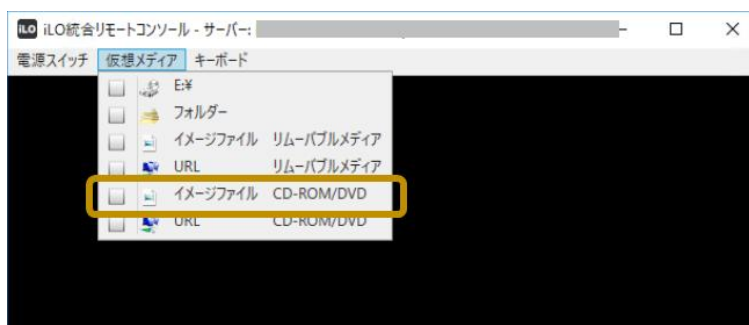 iLO iLO統合リモートコンソール - サーバー:
電源スイッチ 仮想メディア キーボード
E:¥
フォルダー
イメージファイル リムーバブルメディア
URL リムーバブルメディア
イメージファイル CD-ROM/DVD
URL CD-ROM/DVD